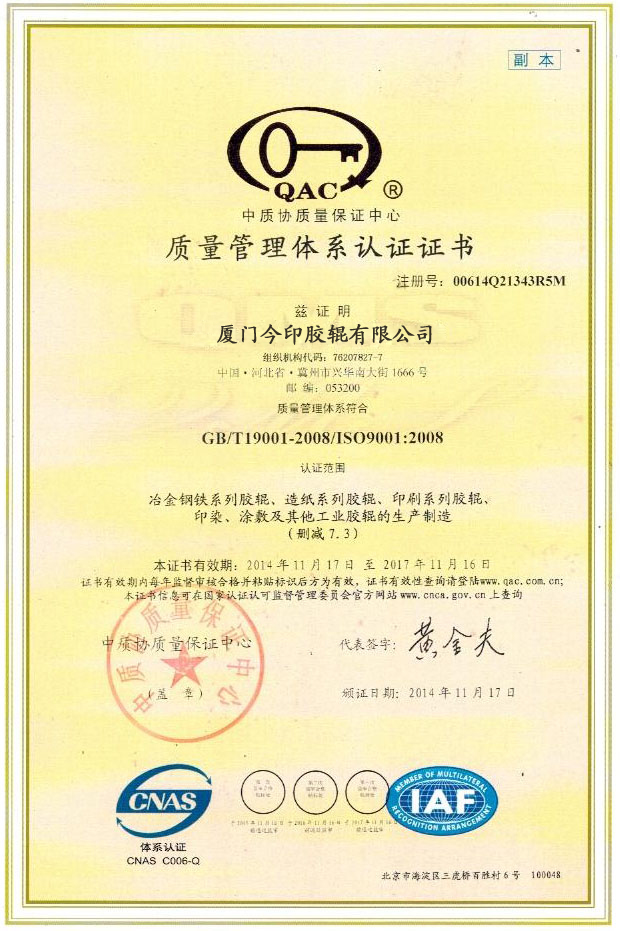 副本
QAC®
中质协质量保证中心
质量管理体系认证证书
注册号：00614Q21343R5M
兹证明
厦门今印胶辊有限公司
组织机构代码：76207827-7
中国·河北省·冀州市兴华南大街1666号
邮编：053200
质量管理体系符合
GB/T19001-2008/ISO9001:2008
认证范围
冶金钢铁系列胶辊、造纸系列胶辊、印刷系列胶辊、
印染、涂敷及其他工业胶辊的生产制造
（删减7.3）
本证书有效期：2014年11月17日 至 2017年11月16日
证书有效期内每年监督审核合格并粘贴标识后方为有效，证书有效性查询请登陆www.qac.com.cn;
本证书信息可在国家认证认可监督管理委员会官方网站www.cnca.gov.cn上查询
中质协质量保证中心
中质协质量保证中心
（盖 章）
代表签字：黄金夫
颁证日期：2014年11月17日
CNAS
体系认证
CNAS C006-Q
MEMBER OF MULTILATERAL
IAF
RECOGNITION ARRANGEMENT
北京市海淀区三虎桥百胜村6号 100048